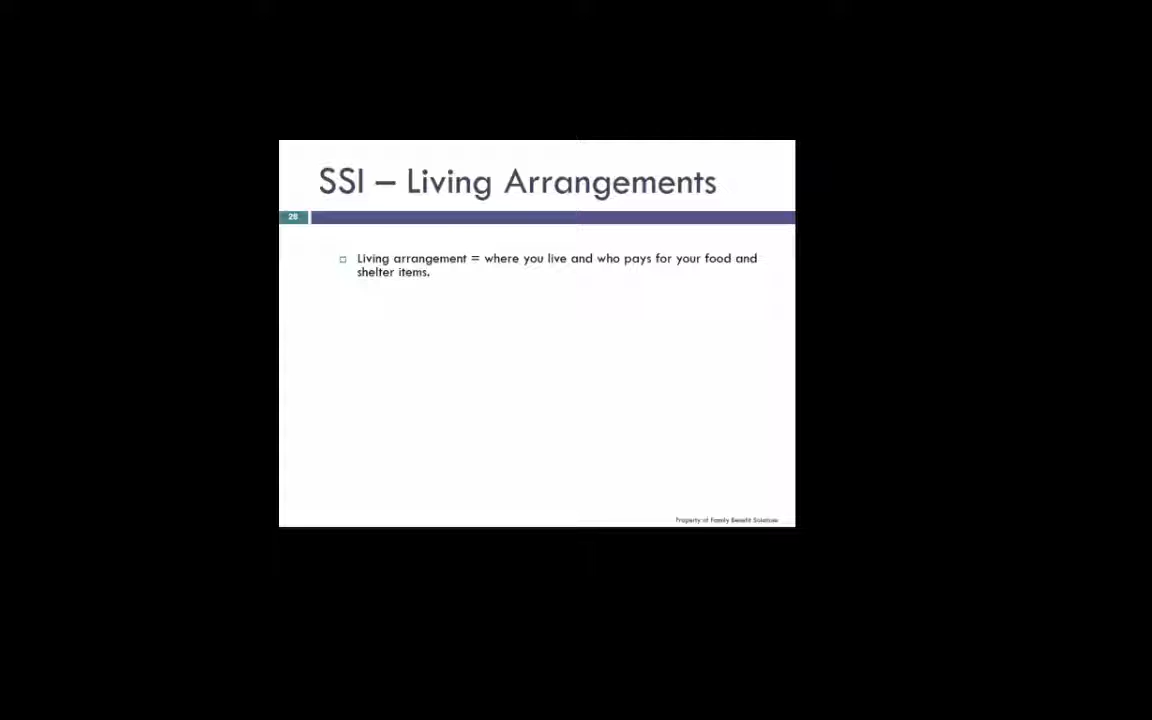 SSI – Living Arrangements
28
Living arrangement = where you live and who pays for your food and
shelter items.
Property of Family Benefit Solutions